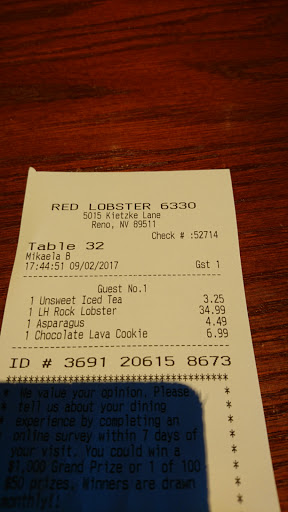 RED LOBSTER 6330
5015 Kietzke Lane
Reno, NV 89511
Check # :52714
Table 32
Mikaela B
17:44:51 09/02/2017 Gst 1
Guest No.1
1 Unsweet Iced Tea 3.25
1 LH Rock Lobster 34.99
1 Asparagus 4.49
1 Chocolate Lava Cookie 6.99
ID # 3691 20615 8673
************************************
* We value your opinion. Please *
* tell us about your dining *
* experience by completing an *
* online survey within 7 days of *
* your visit. You could win a *
* $1,000 Grand Prize or 1 of 100 *
* $50 prizes. Winners are drawn *
* monthly!! *